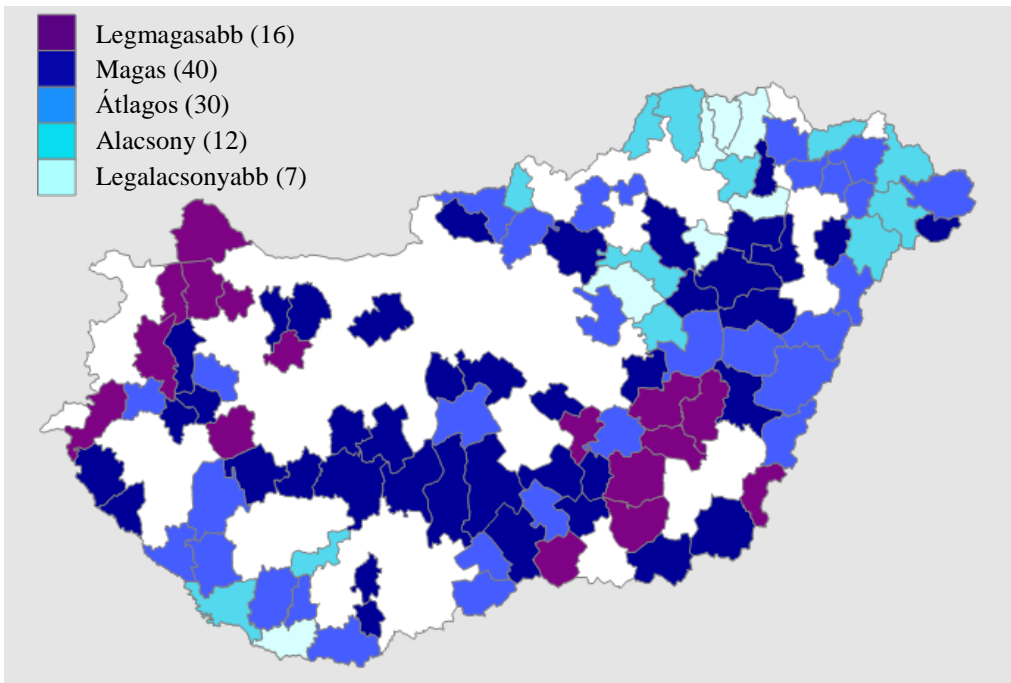 Legmagasabb (16)
Magas (40)
Átlagos (30)
Alacsony (12)
Legalacsonyabb (7)